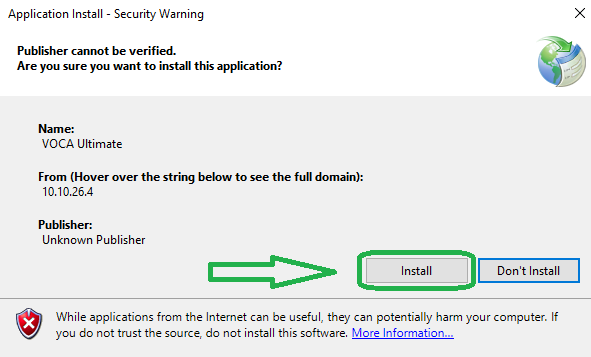 Application Install - Security Warning
Publisher cannot be verified.
Are you sure you want to install this application?
Name:
VOCA Ultimate
From (Hover over the string below to see the full domain):
10.10.26.4
Publisher:
Unknown Publisher
Install
Don't Install
While applications from the Internet can be useful, they can potentially harm your computer. If
you do not trust the source, do not install this software. More Information...